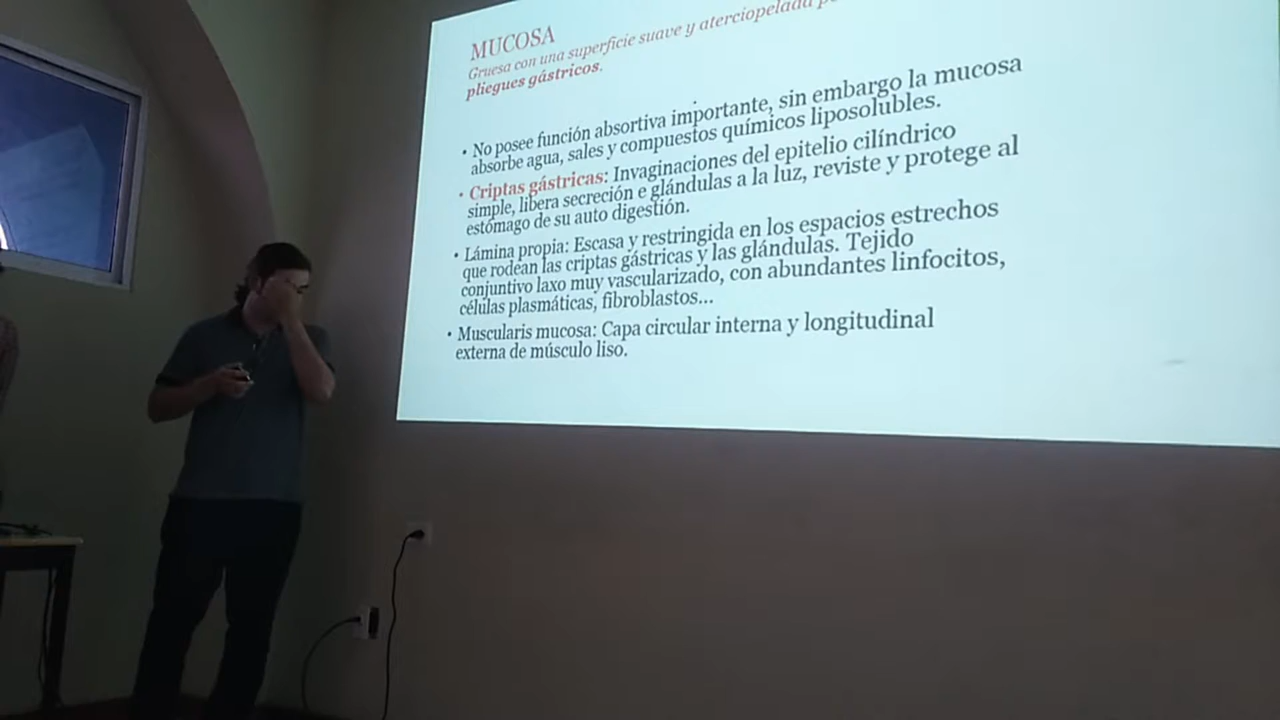 MUCOSA
Gruesa con una superficie suave y aterciopelada
pliegues gástricos.
• No posee función absortiva importante, sin embargo la mucosa
absorbe agua, sales y compuestos químicos liposolubles.
• Criptas gástricas: Invaginaciones del epitelio cilíndrico
simple, libera secreción e glándulas a la luz, reviste y protege al
estómago de su auto digestión.
• Lámina propia: Escasa y restringida en los espacios estrechos
que rodean las criptas gástricas y las glándulas. Tejido
conjuntivo laxo muy vascularizado, con abundantes linfocitos,
células plasmáticas, fibroblastos...
• Muscularis mucosa: Capa circular interna y longitudinal
externa de músculo liso.